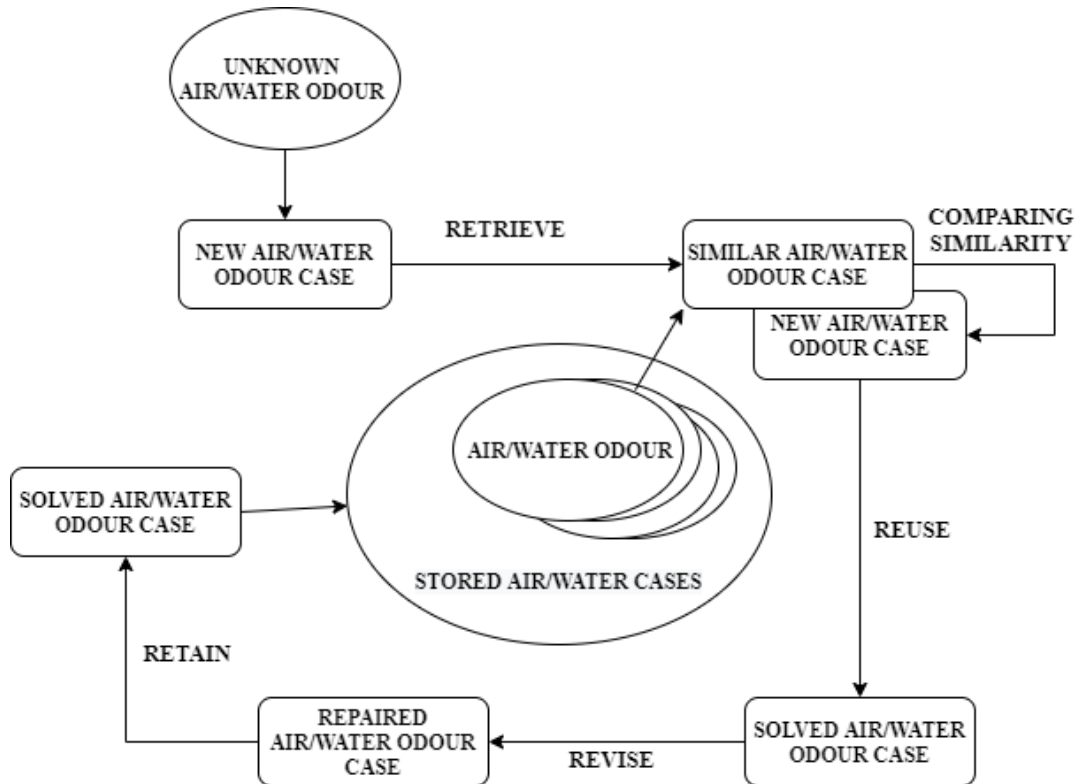 UNKNOWN
AIR/WATER ODOUR
NEW AIR/WATER
ODOUR CASE
RETRIEVE
SIMILAR AIR/WATER
ODOUR CASE
COMPARING
SIMILARITY
NEW AIR/WATER
ODOUR CASE
AIR/WATER ODOUR
STORED AIR/WATER CASES
SOLVED AIR/WATER
ODOUR CASE
REUSE
RETAIN
REPAIRED
AIR/WATER ODOUR
CASE
REVISE
SOLVED AIR/WATER
ODOUR CASE